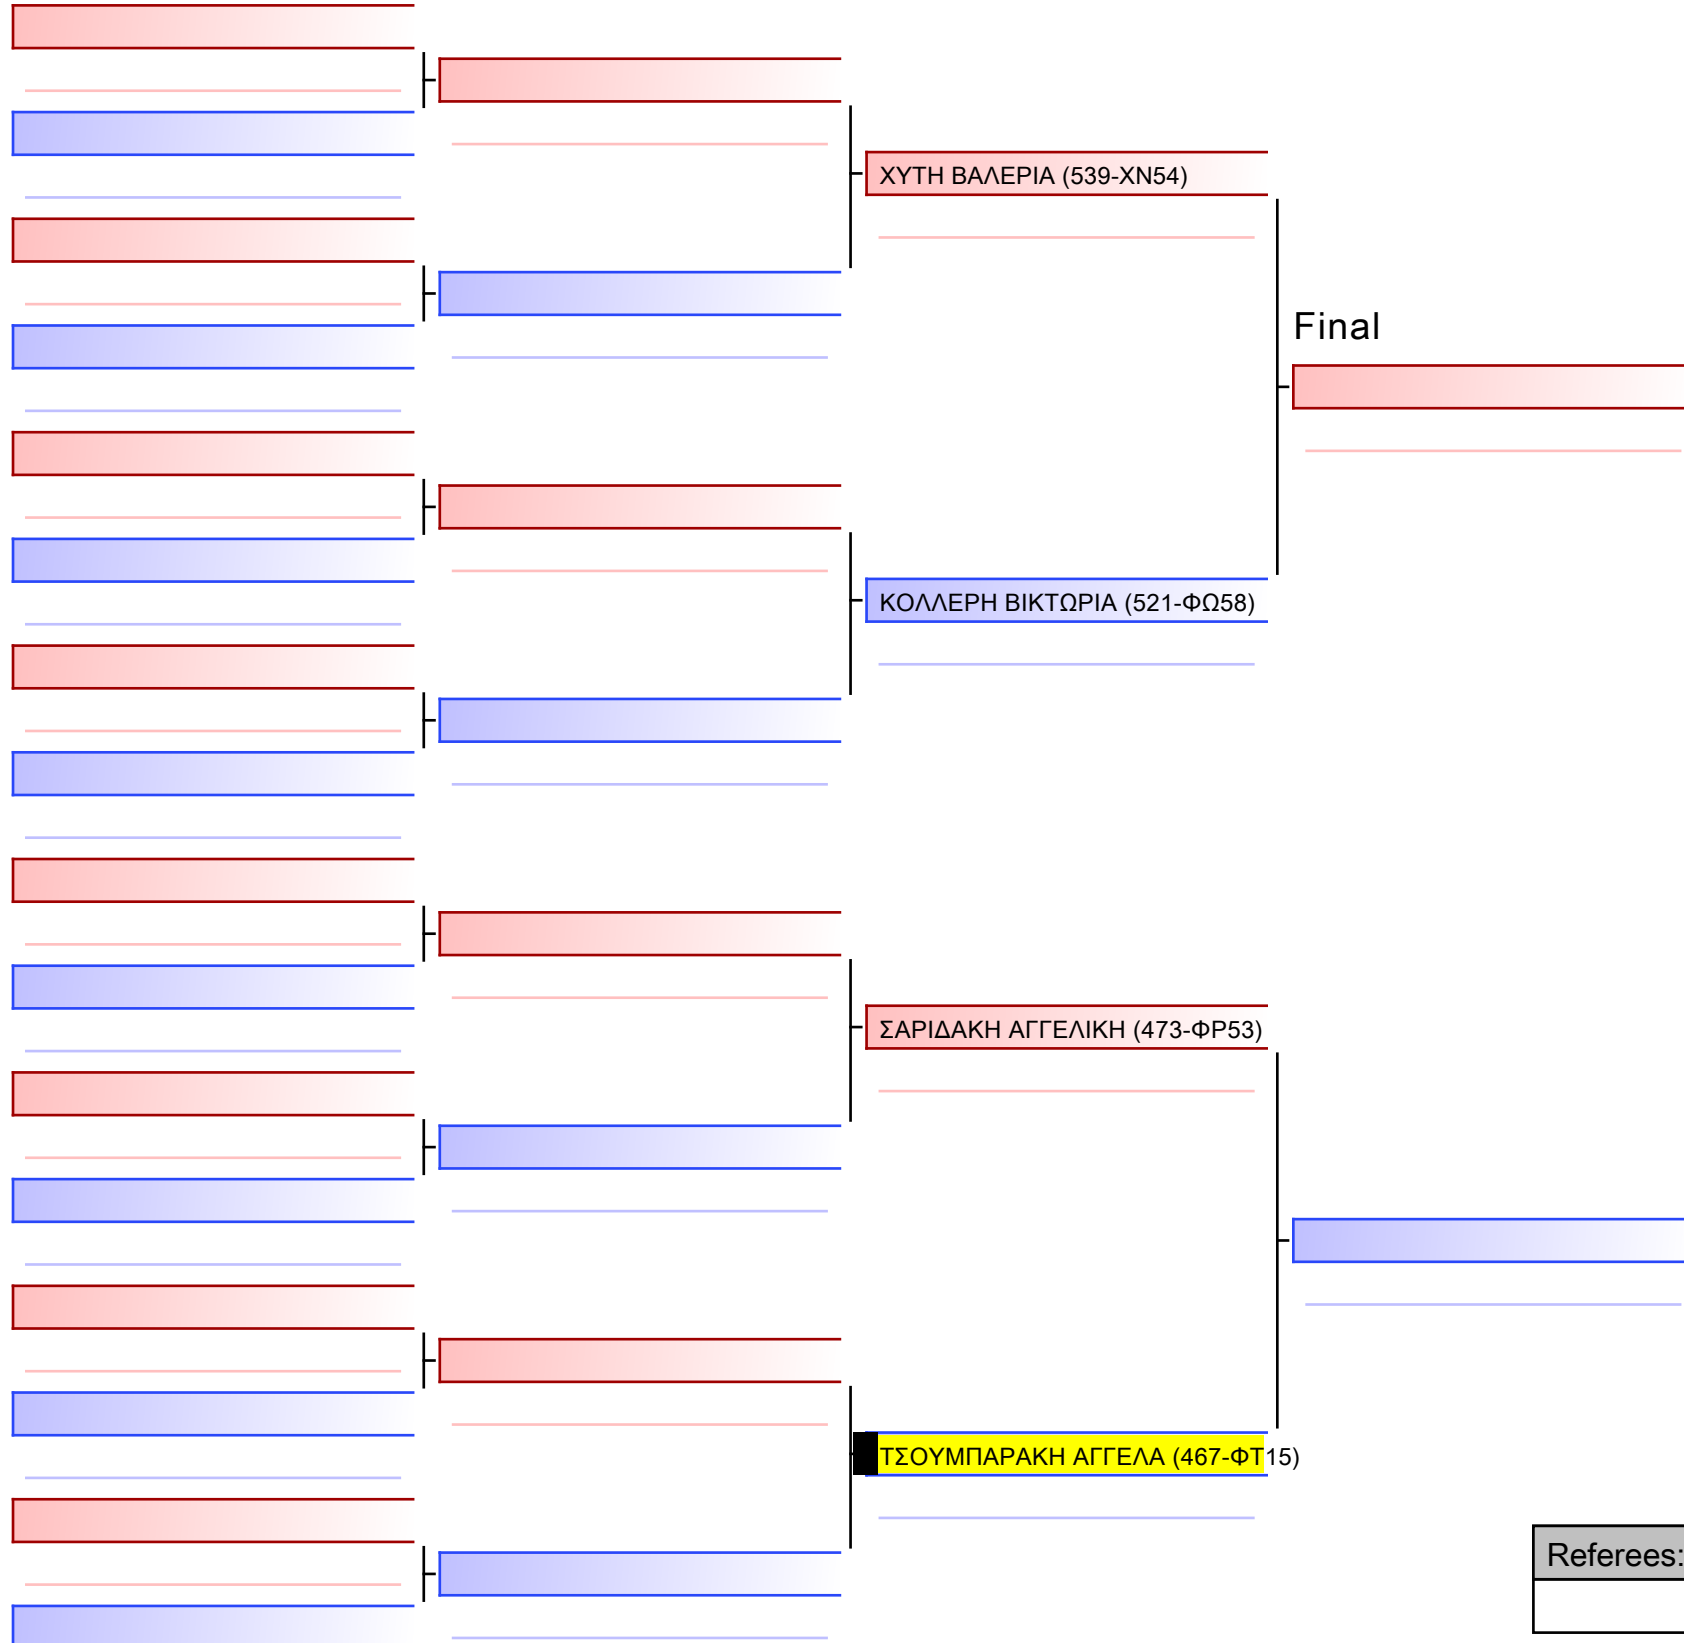 ΧΥΤΗ ΒΑΛΕΡΙΑ (539-ΧΝ54)
Final
ΚΟΛΛΕΡΗ ΒΙΚΤΩΡΙΑ (521-ΦΩ58)
ΣΑΡΙΔΑΚΗ ΑΓΓΕΛΙΚΗ (473-ΦΡ53)
ΤΣΟΥΜΠΑΡΑΚΗ ΑΓΓΕΛΑ (467-ΦΤ15)
Referees: